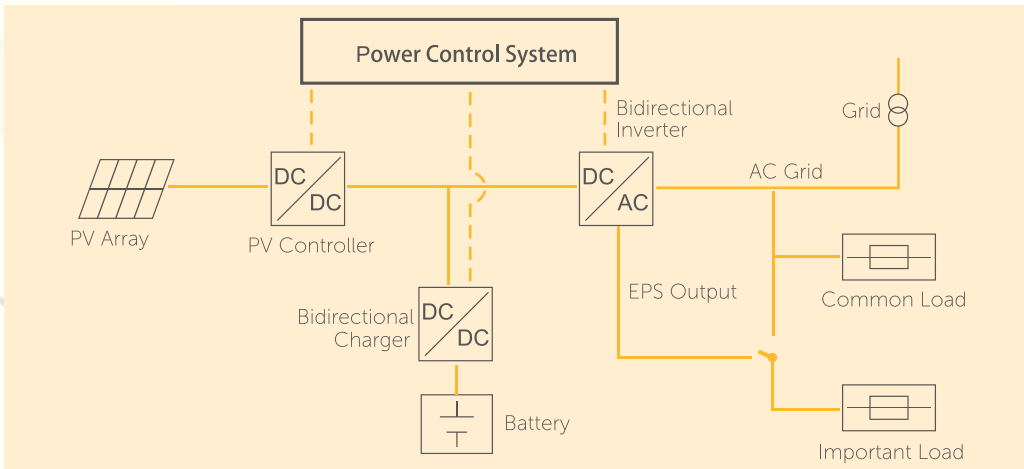 Power Control System
Bidirectional
Inverter
Grid
DC
DC
DC
AC
AC Grid
PV Array
PV Controller
EPS Output
Common Load
Bidirectional
Charger
DC
DC
Battery
Important Load